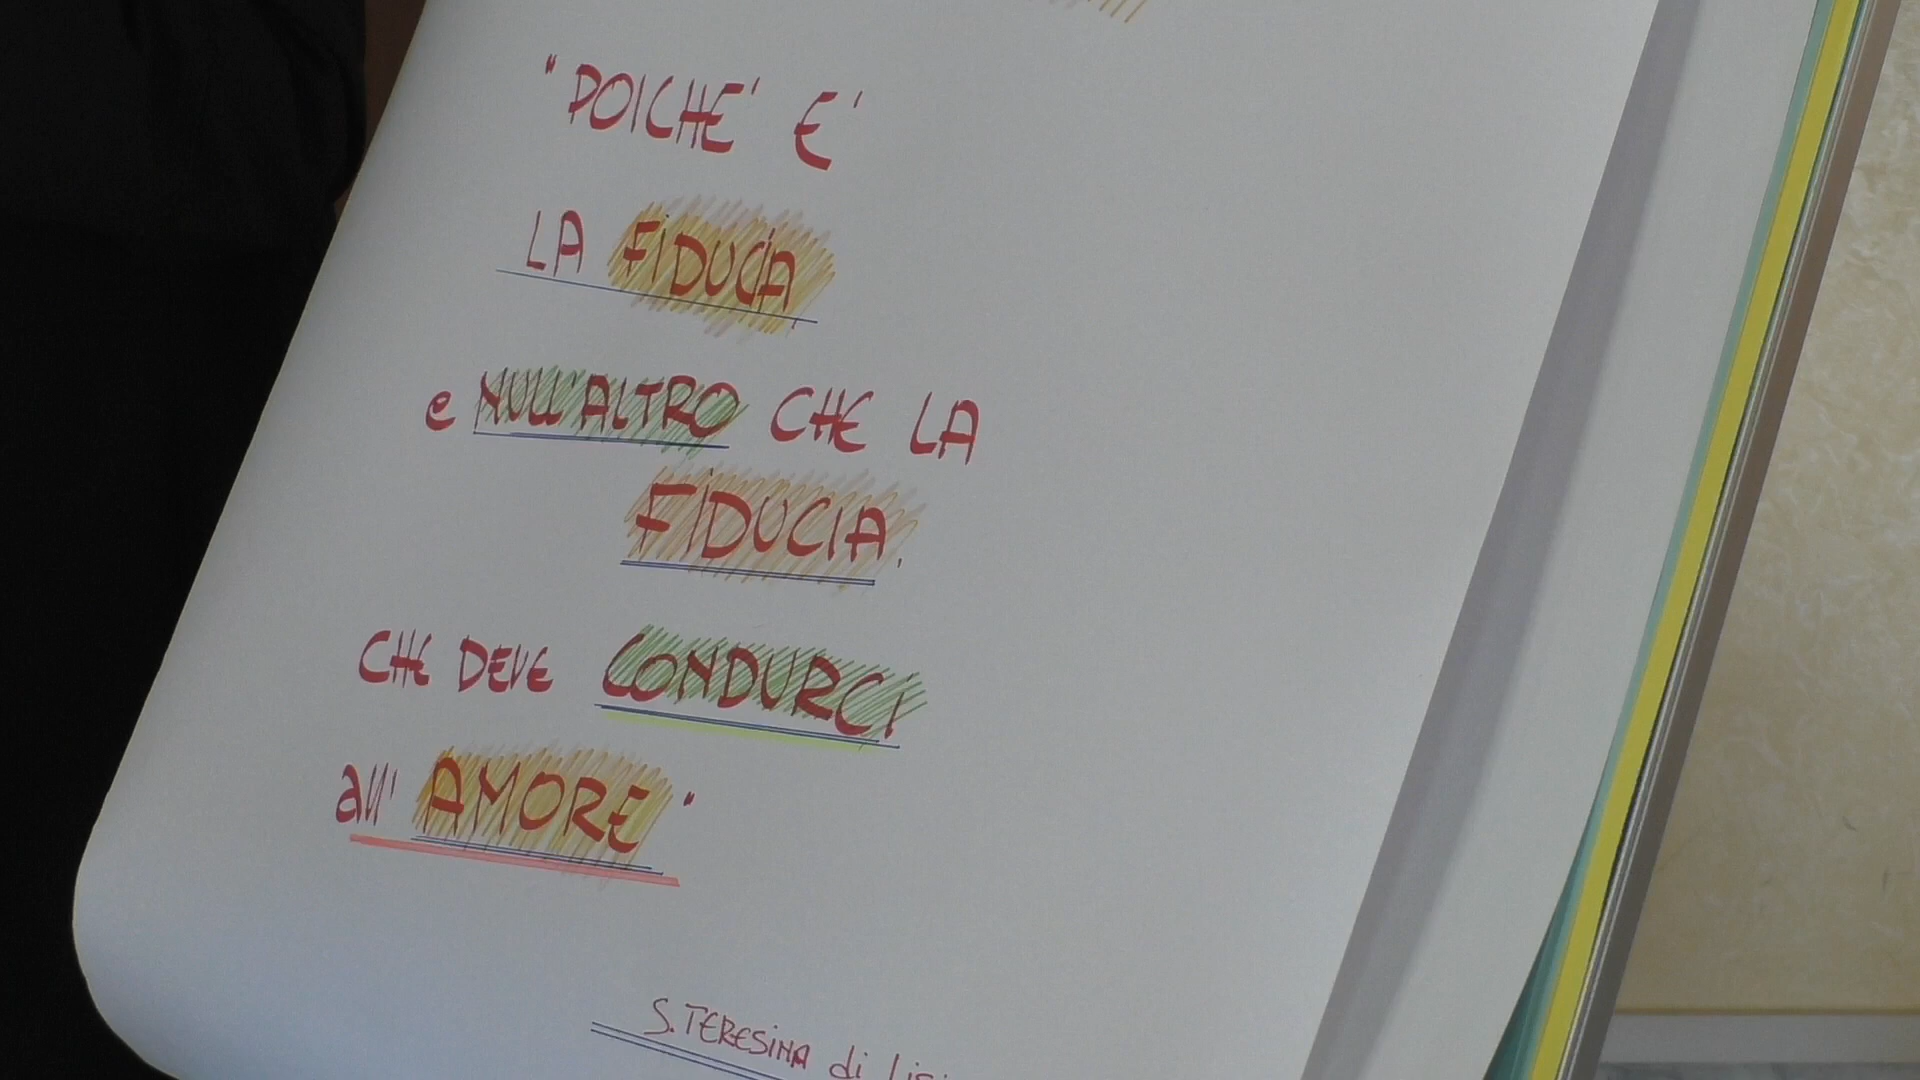 "POICHE' E'
LA FIDUCIA,
e NULL'ALTRO CHE LA
FIDUCIA,
CHE DEVE CONDURCI
all' AMORE"
S. TERESINA di